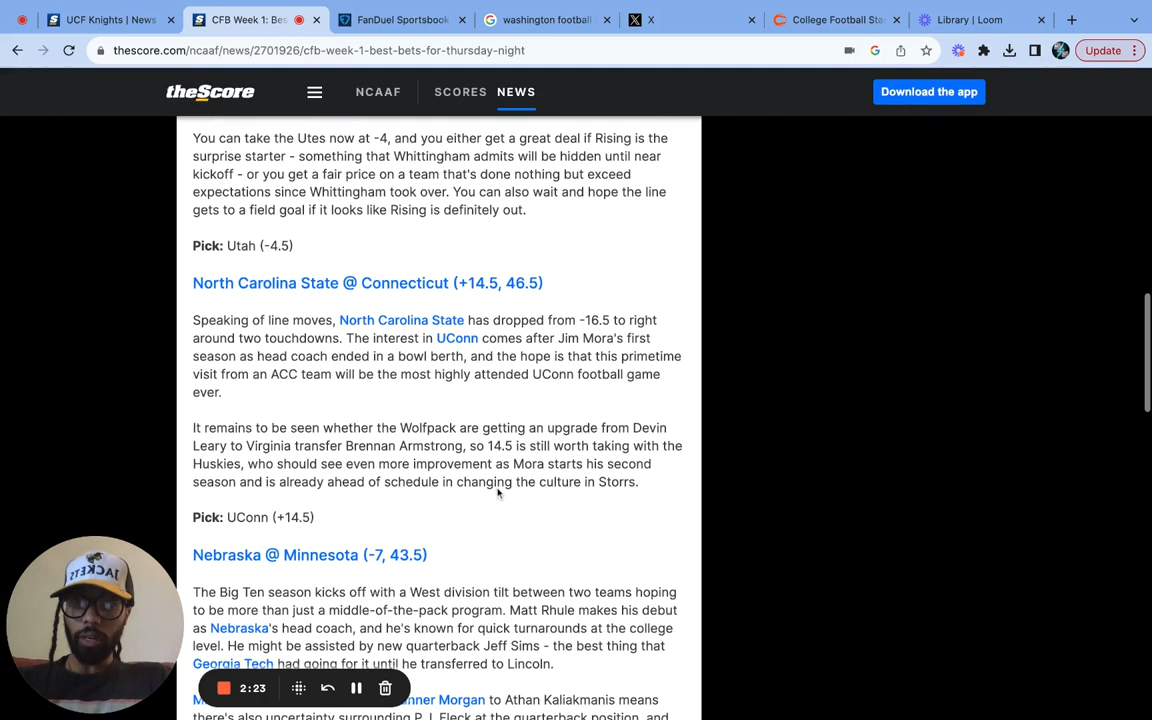 UCF Knights | News
CFB Week 1: Bes
FanDuel Sportsbook
washington football
X
College Football Sta
Library | Loom
thescore.com/ncaaf/news/2701926/cfb-week-1-best-bets-for-thursday-night
Update
theScore
NCAAF
SCORES
NEWS
Download the app
You can take the Utes now at -4, and you either get a great deal if Rising is the
surprise starter - something that Whittingham admits will be hidden until near
kickoff - or you get a fair price on a team that's done nothing but exceed
expectations since Whittingham took over. You can also wait and hope the line
gets to a field goal if it looks like Rising is definitely out.
Pick: Utah (-4.5)
North Carolina State @ Connecticut (+14.5, 46.5)
Speaking of line moves, North Carolina State has dropped from -16.5 to right
around two touchdowns. The interest in UConn comes after Jim Mora's first
season as head coach ended in a bowl berth, and the hope is that this primetime
visit from an ACC team will be the most highly attended UConn football game
ever.
It remains to be seen whether the Wolfpack are getting an upgrade from Devin
Leary to Virginia transfer Brennan Armstrong, so 14.5 is still worth taking with the
Huskies, who should see even more improvement as Mora starts his second
season and is already ahead of schedule in changing the culture in Storrs.
Pick: UConn (+14.5)
Nebraska @ Minnesota (-7, 43.5)
The Big Ten season kicks off with a West division tilt between two teams hoping
to be more than just a middle-of-the-pack program. Matt Rhule makes his debut
as Nebraska's head coach, and he's known for quick turnarounds at the college
level. He might be assisted by new quarterback Jeff Sims - the best thing that
Georgia Tech had going for it until he transferred to Lincoln.
JACKETS
2:23
nner Morgan to Athan Kaliakmanis means
there's also uncertainty surrounding P.J. Fleck at the quarterback position, and